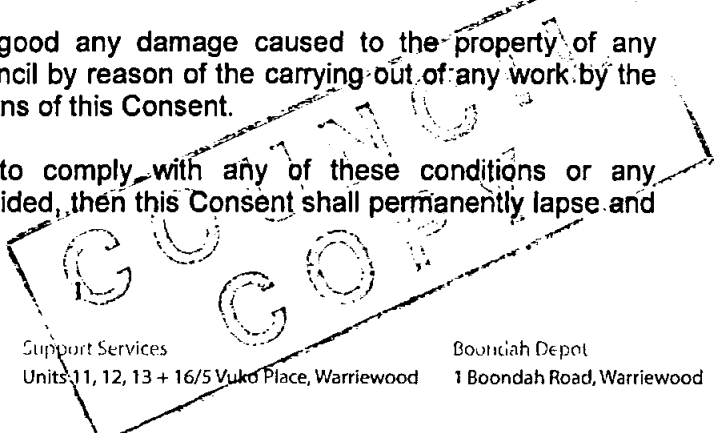 good any damage caused to the property of any
ncil by reason of the carrying out of any work by the
ns of this Consent.
to comply with any of these conditions or any
ided, then this Consent shall permanently lapse and
COUNCIL
COPY
Support Services
Boondah Depot
Units 11, 12, 13 + 16/5 Vuko Place, Warriewood
1 Boondah Road, Warriewood